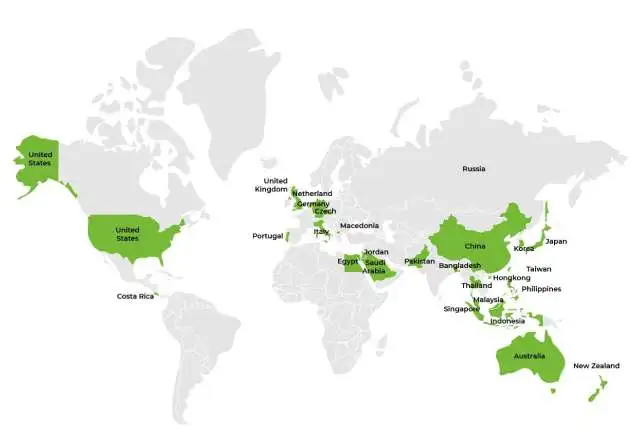 United
States
Russia
United
Kingdom
Netherland
Germany
Czech
United
States
Macedonia
Italy
Portugal
Japan
China
Korea
Jordan
Egypt
Saudi
Arabia
Pakistan
Bangladesh
Taiwan
Hongkong
Thailand
Philippines
Costa Rica
Malaysia
Singapore
Indonesia
Australia
New Zealand